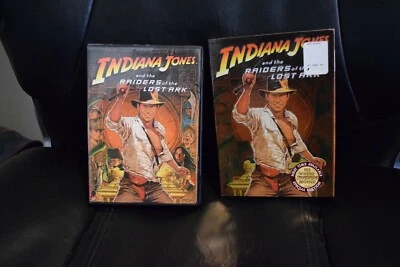 INDIANA JONES
and the
RAIDERS of the
LOST ARK
INDIANA JONES
and the
RAIDERS of the
LOST ARK